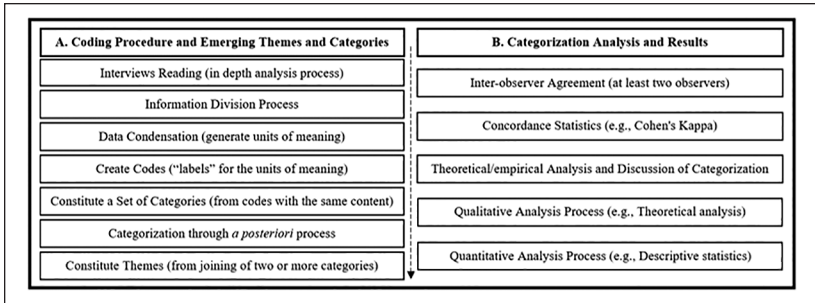 A. Coding Procedure and Emerging Themes and Categories
Interviews Reading (in depth analysis process)
Information Division Process
Data Condensation (generate units of meaning)
Create Codes (“labels” for the units of meaning)
Constitute a Set of Categories (from codes with the same content)
Categorization through a posteriori process
Constitute Themes (from joining of two or more categories)
B. Categorization Analysis and Results
Inter-observer Agreement (at least two observers)
Concordance Statistics (e.g., Cohen's Kappa)
Theoretical/empirical Analysis and Discussion of Categorization
Qualitative Analysis Process (e.g., Theoretical analysis)
Quantitative Analysis Process (e.g., Descriptive statistics)